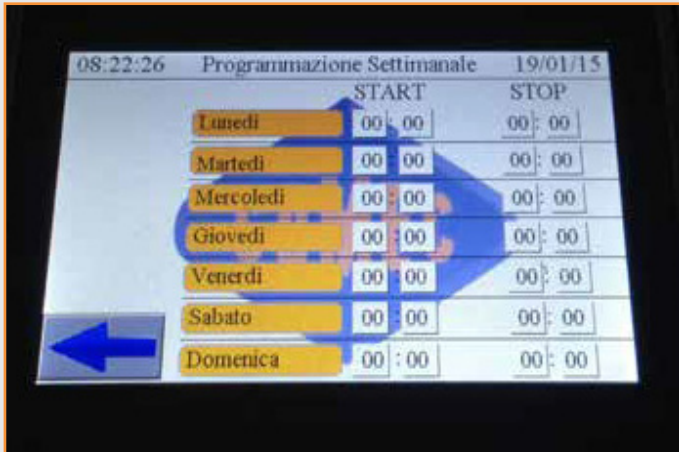 08:22:26 Programmazione Settimanale 19/01/15
START STOP
Lunedi 00 : 00 00 : 00
Martedi 00 : 00 00 : 00
Mercoledi 00 : 00 00 : 00
Giovedi 00 : 00 00 : 00
Venerdi 00 : 00 00 : 00
Sabato 00 : 00 00 : 00
Domenica 00 : 00 00 : 00